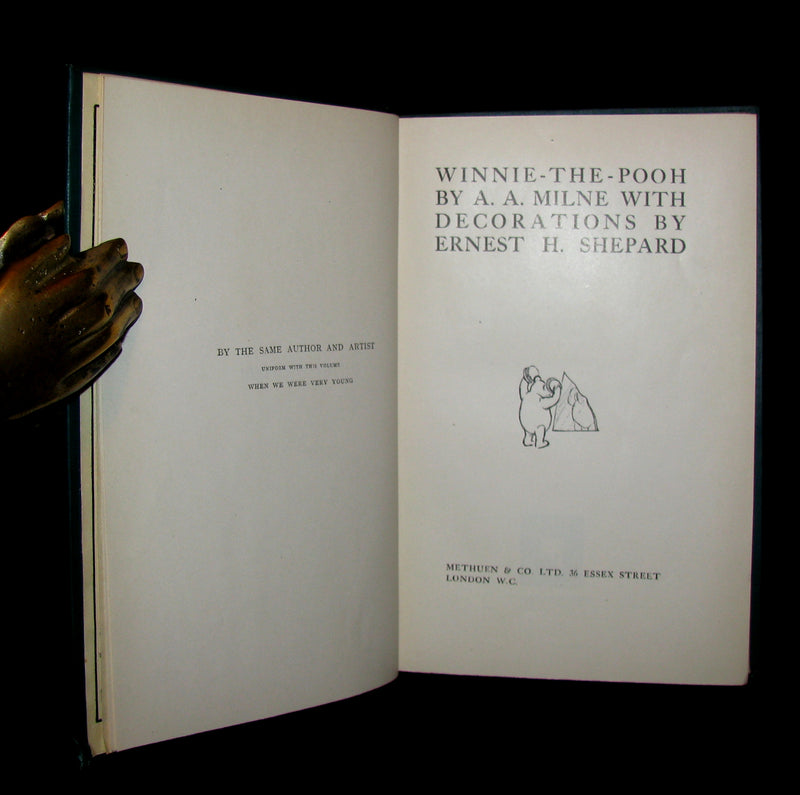 BY THE SAME AUTHOR AND ARTIST
UNIFORM WITH THIS VOLUME
WHEN WE WERE VERY YOUNG
WINNIE-THE-POOH
BY A. A. MILNE WITH
DECORATIONS BY
ERNEST H. SHEPARD
METHUEN & CO. LTD. 36 ESSEX STREET
LONDON W.C.